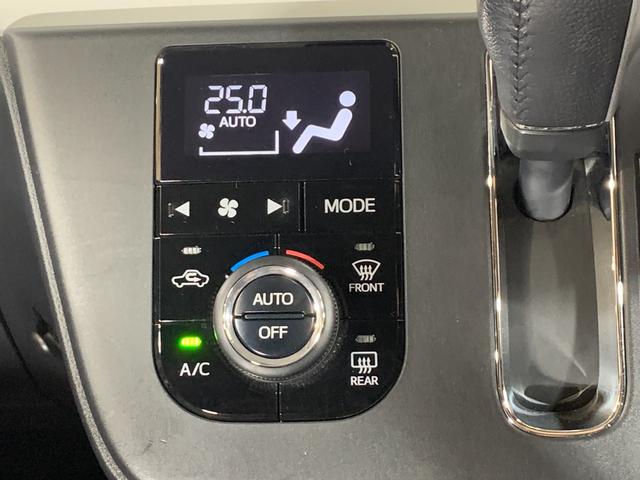 25.0
AUTO
MODE
FRONT
AUTO
OFF
A/C
REAR